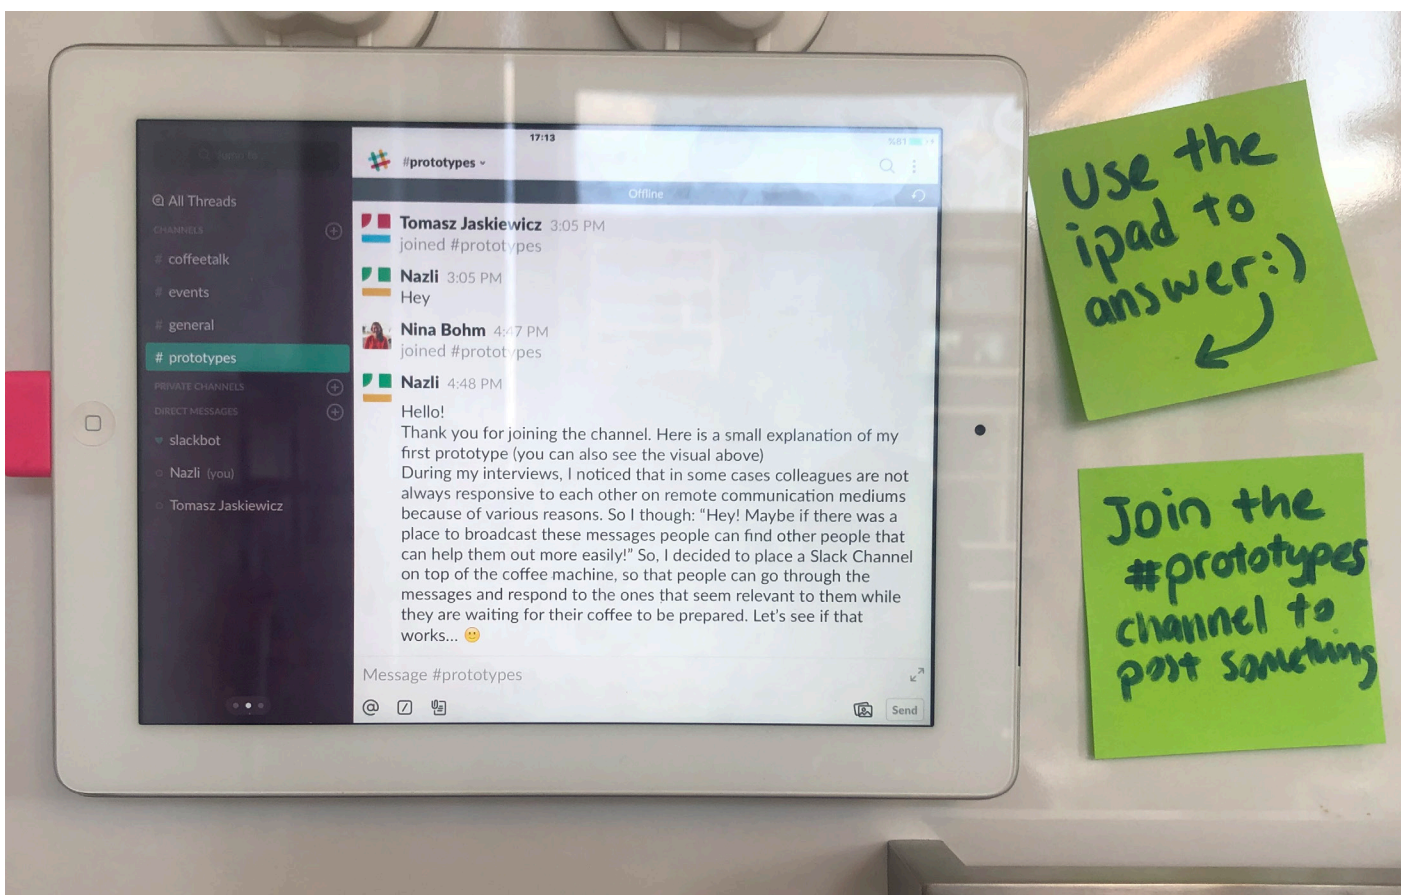 17:13
%81
Jump to...
#prototypes
Offline
All Threads
CHANNELS
# coffeetalk
# events
# general
# prototypes
PRIVATE CHANNELS
DIRECT MESSAGES
slackbot
Nazli (you)
Tomasz Jaskiewicz
Tomasz Jaskiewicz 3:05 PM
joined #prototypes
Nazli 3:05 PM
Hey
Nina Bohm 4:47 PM
joined #prototypes
Nazli 4:48 PM
Hello!
Thank you for joining the channel. Here is a small explanation of my
first prototype (you can also see the visual above)
During my interviews, I noticed that in some cases colleagues are not
always responsive to each other on remote communication mediums
because of various reasons. So I though: “Hey! Maybe if there was a
place to broadcast these messages people can find other people that
can help them out more easily!” So, I decided to place a Slack Channel
on top of the coffee machine, so that people can go through the
messages and respond to the ones that seem relevant to them while
they are waiting for their coffee to be prepared. Let’s see if that
works... 🙂
Message #prototypes
@
Send
Use the
ipad to
answer:)
Join the
#prototypes
channel to
post something